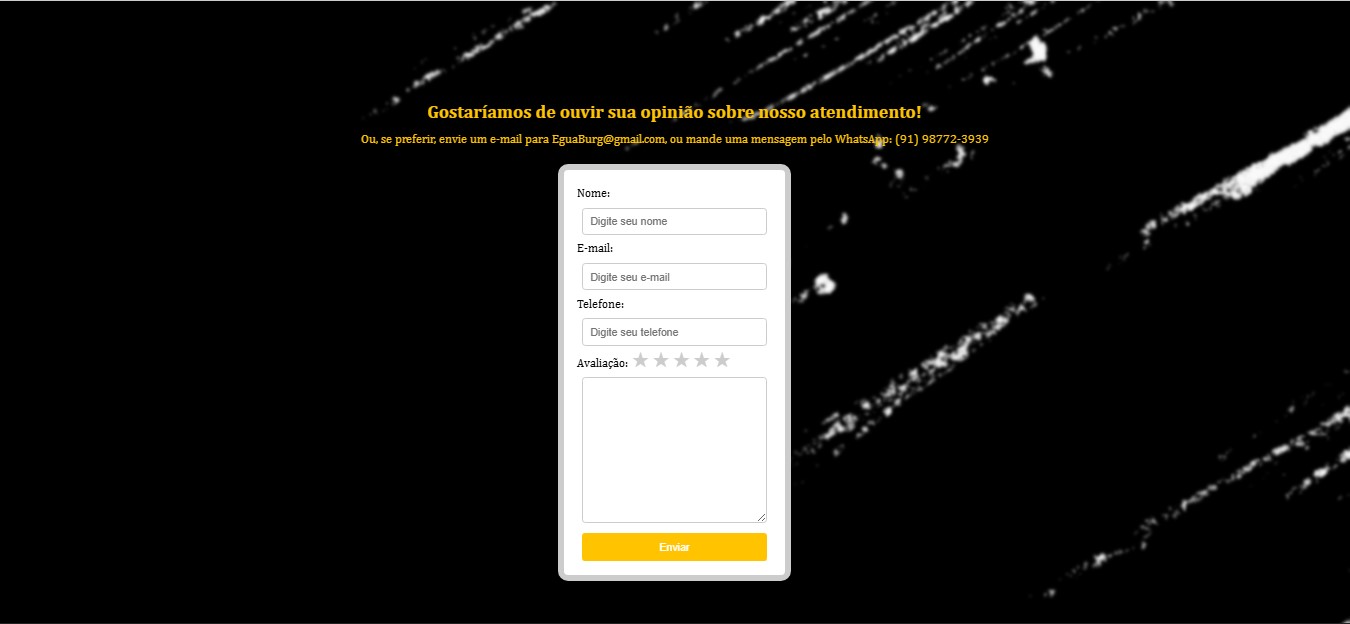 Gostaríamos de ouvir sua opinião sobre nosso atendimento!
Ou, se preferir, envie um e-mail para EguaBurg@gmail.com, ou mande uma mensagem pelo WhatsApp: (91) 98772-3939
Nome:
Digite seu nome
E-mail:
Digite seu e-mail
Telefone:
Digite seu telefone
Avaliação: ★ ★ ★ ★ ★
Enviar